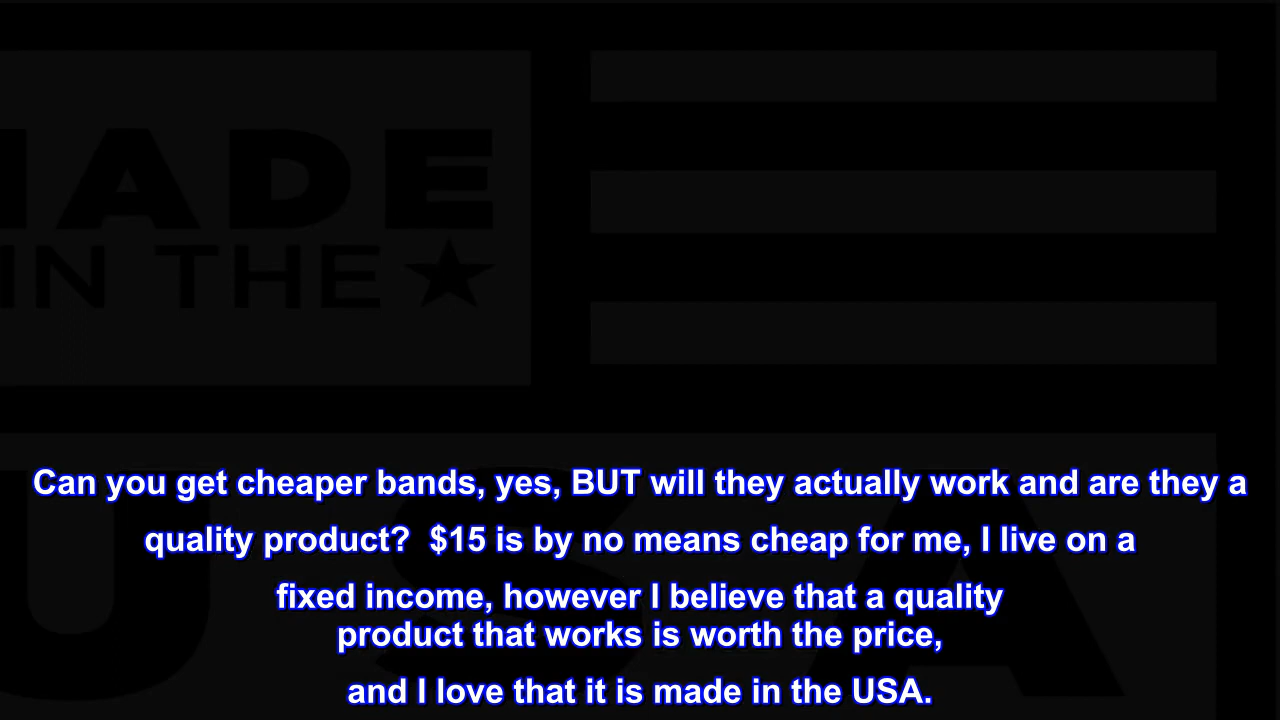 MADE
IN THE ★
USA
Can you get cheaper bands, yes, BUT will they actually work and are they a
quality product?  $15 is by no means cheap for me, I live on a
fixed income, however I believe that a quality
product that works is worth the price,
and I love that it is made in the USA.